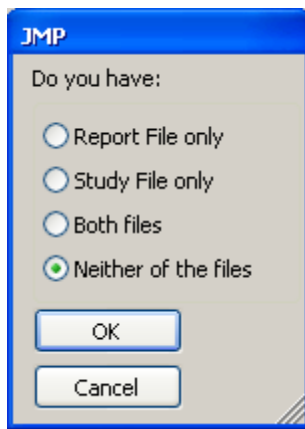 JMP
Do you have:
Report File only
Study File only
Both files
Neither of the files
OK
Cancel